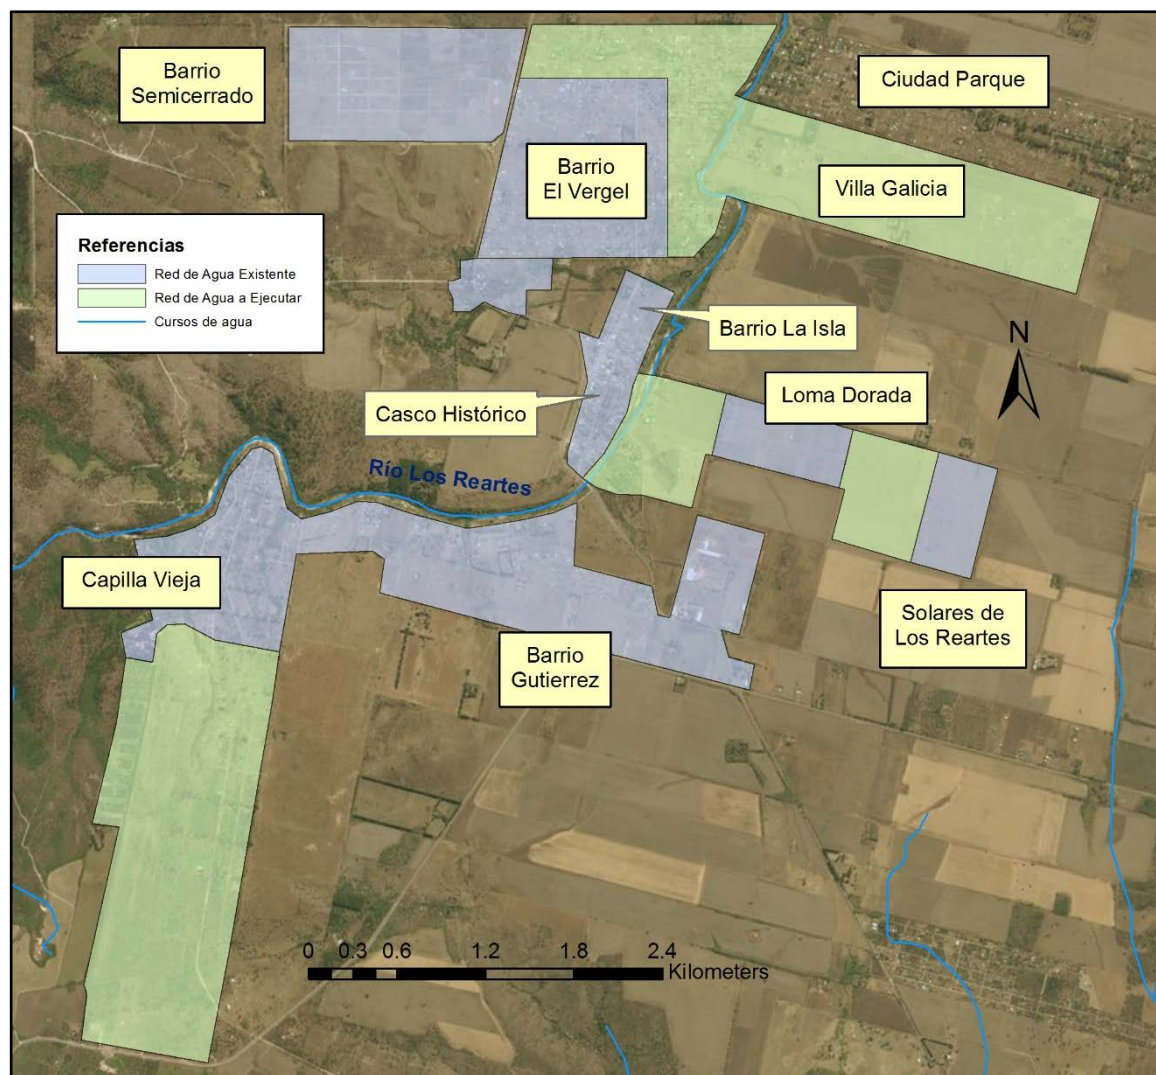 Barrio
Semicerrado
Ciudad Parque
Barrio
El Vergel
Villa Galicia
Referencias
Red de Agua Existente
Red de Agua a Ejecutar
Cursos de agua
Barrio La Isla
N
Casco Histórico
Loma Dorada
Río Los Reartes
Capilla Vieja
Solares de
Los Reartes
Barrio
Gutierrez
0 0.3 0.6 1.2 1.8 2.4
Kilometers